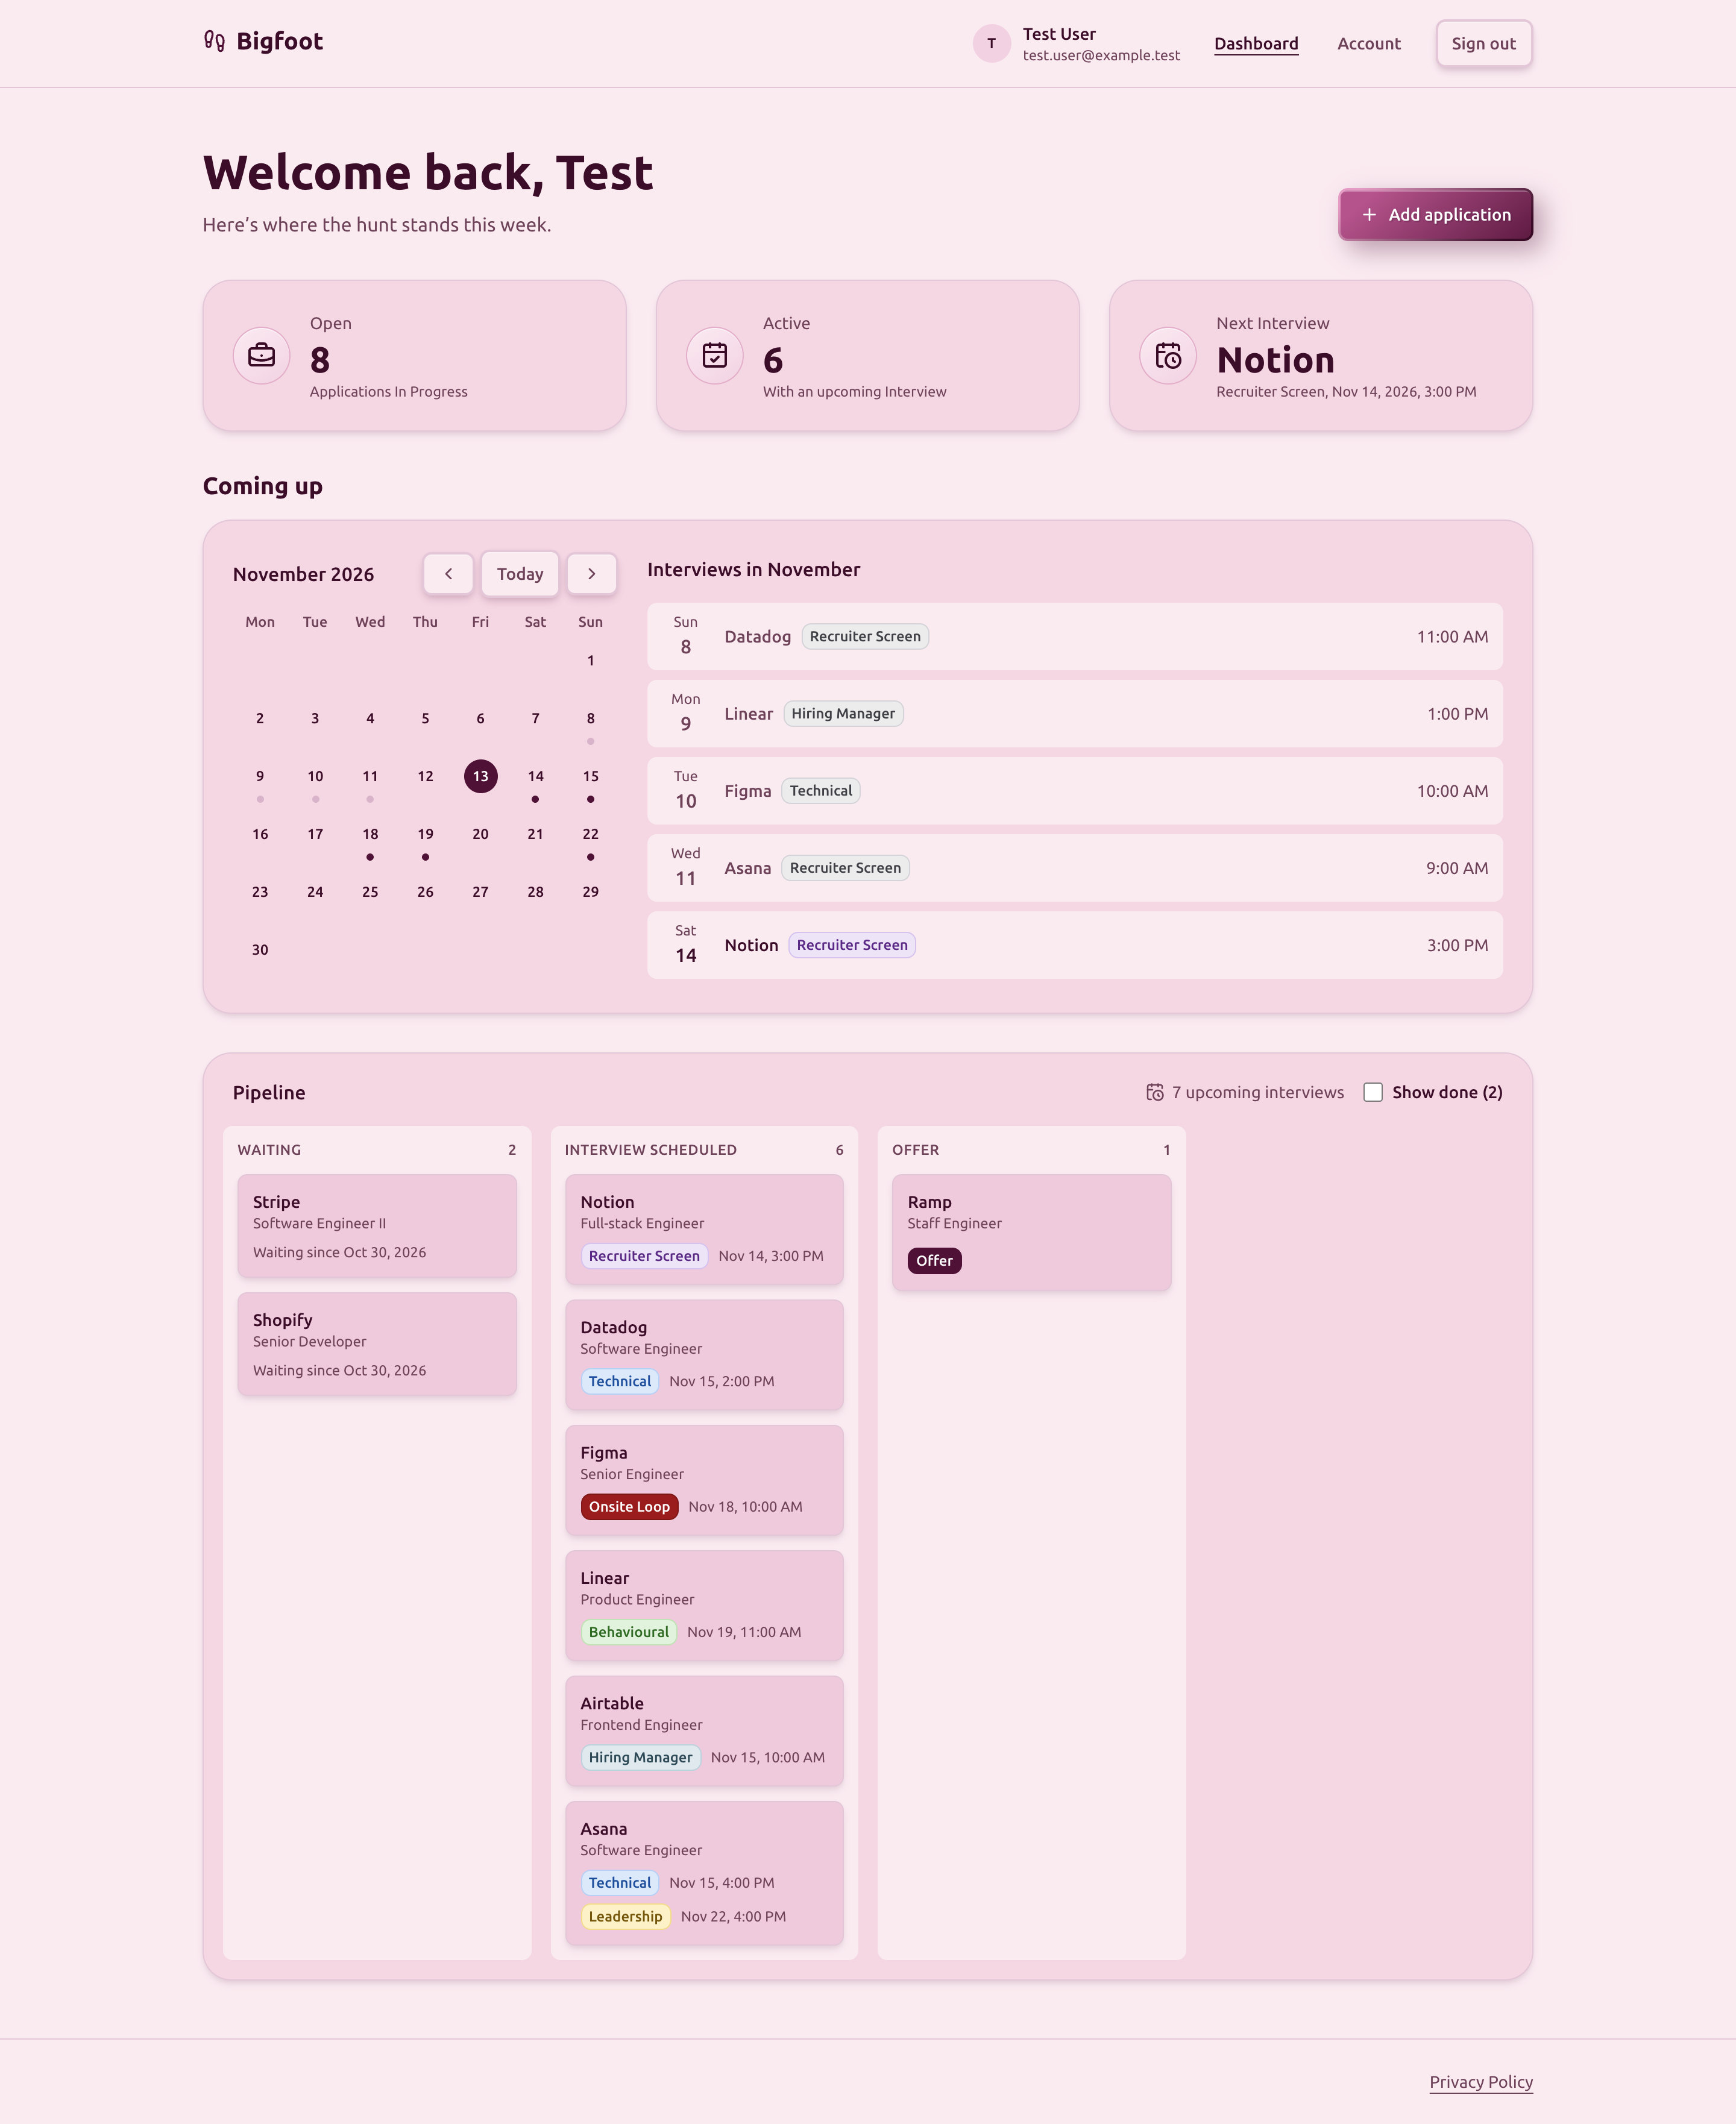 Bigfoot
T
Test User
test.user@example.test
Dashboard
Account
Sign out
Welcome back, Test
Here's where the hunt stands this week.
Add application
Open
8
Applications In Progress
Active
6
With an upcoming Interview
Next Interview
Notion
Recruiter Screen, Nov 14, 2026, 3:00 PM
Coming up
November 2026
Today
Mon Tue Wed Thu Fri Sat Sun
1
2 3 4 5 6 7 8
9 10 11 12 13 14 15
16 17 18 19 20 21 22
23 24 25 26 27 28 29
30
Interviews in November
Sun
8
Datadog Recruiter Screen 11:00 AM
Mon
9
Linear Hiring Manager 1:00 PM
Tue
10
Figma Technical 10:00 AM
Wed
11
Asana Recruiter Screen 9:00 AM
Sat
14
Notion Recruiter Screen 3:00 PM
Pipeline
7 upcoming interviews
Show done (2)
WAITING 2
Stripe
Software Engineer II
Waiting since Oct 30, 2026
Shopify
Senior Developer
Waiting since Oct 30, 2026
INTERVIEW SCHEDULED 6
Notion
Full-stack Engineer
Recruiter Screen Nov 14, 3:00 PM
Datadog
Software Engineer
Technical Nov 15, 2:00 PM
Figma
Senior Engineer
Onsite Loop Nov 18, 10:00 AM
Linear
Product Engineer
Behavioural Nov 19, 11:00 AM
Airtable
Frontend Engineer
Hiring Manager Nov 15, 10:00 AM
Asana
Software Engineer
Technical Nov 15, 4:00 PM
Leadership Nov 22, 4:00 PM
OFFER 1
Ramp
Staff Engineer
Offer
Privacy Policy